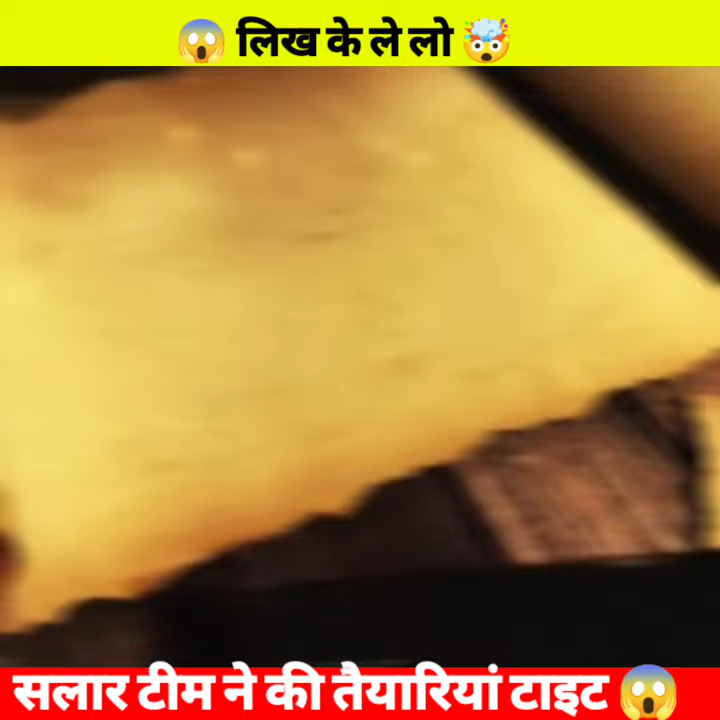 😱 लिख के ले लो 🤯
सलार टीम ने की तैयारियां टाइट 😱